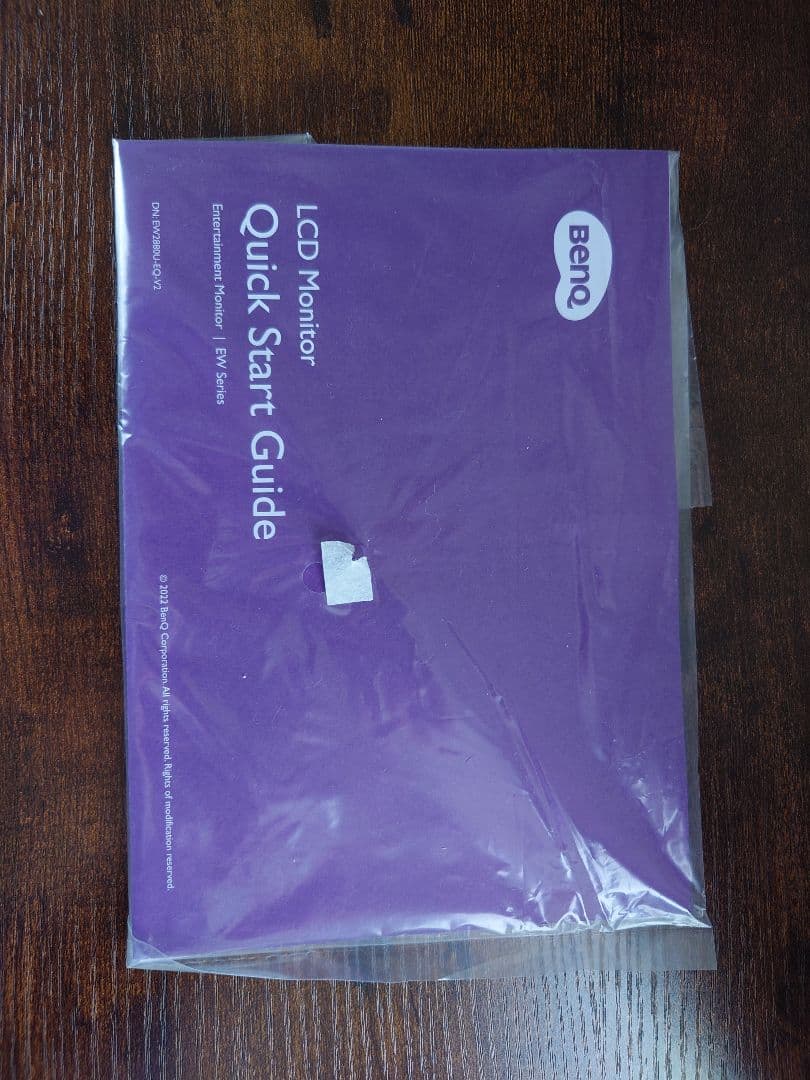 BenQ
LCD Monitor
Quick Start Guide
Entertainment Monitor | EW Series
DN: EW2880U-EQ-V2
© 2022 BenQ Corporation. All rights reserved. Rights of modification reserved.